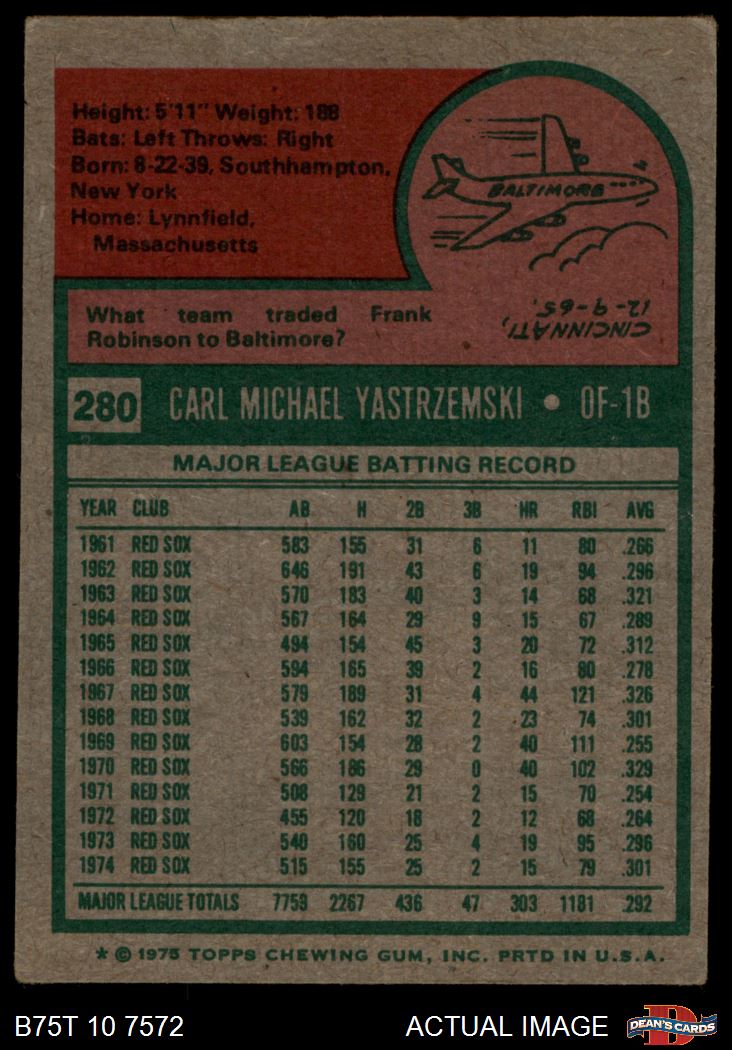 Height: 5'11" Weight: 188
Bats: Left Throws: Right
Born: 8-22-39, Southhampton,
New York
Home: Lynnfield,
Massachusetts
BALTIMORE
What team traded Frank
Robinson to Baltimore?
CINCINNATI,
12-9-65.
280 CARL MICHAEL YASTRZEMSKI • OF-1B
MAJOR LEAGUE BATTING RECORD
YEAR CLUB AB H 2B 3B HR RBI AVG
1961 RED SOX 583 155 31 6 11 80 .266
1962 RED SOX 646 191 43 6 19 94 .296
1963 RED SOX 570 183 40 3 14 68 .321
1964 RED SOX 567 164 29 9 15 67 .289
1965 RED SOX 494 154 45 3 20 72 .312
1966 RED SOX 594 165 39 2 16 80 .278
1967 RED SOX 579 189 31 4 44 121 .326
1968 RED SOX 539 162 32 2 23 74 .301
1969 RED SOX 603 154 28 2 40 111 .255
1970 RED SOX 566 186 29 0 40 102 .329
1971 RED SOX 508 129 21 2 15 70 .254
1972 RED SOX 455 120 18 2 12 68 .264
1973 RED SOX 540 160 25 4 19 95 .296
1974 RED SOX 515 155 25 2 15 79 .301
MAJOR LEAGUE TOTALS 7759 2267 436 47 303 1181 .292
* © 1975 TOPPS CHEWING GUM, INC. PRTD IN U.S.A.
B75T 10 7572 ACTUAL IMAGE D DEAN'S CARDS